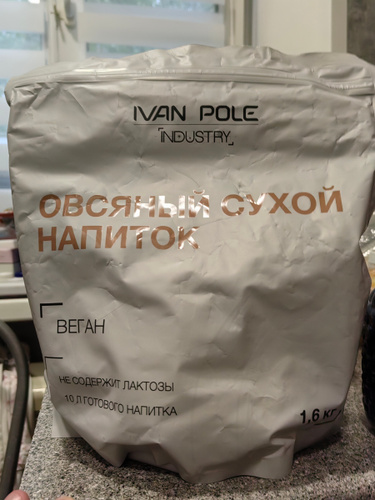 IVAN POLE
INDUSTRY
ОВСЯНЫЙ СУХОЙ
НАПИТОК
ВЕГАН
НЕ СОДЕРЖИТ ЛАКТОЗЫ
10 Л ГОТОВОГО НАПИТКА
1,6 КГ